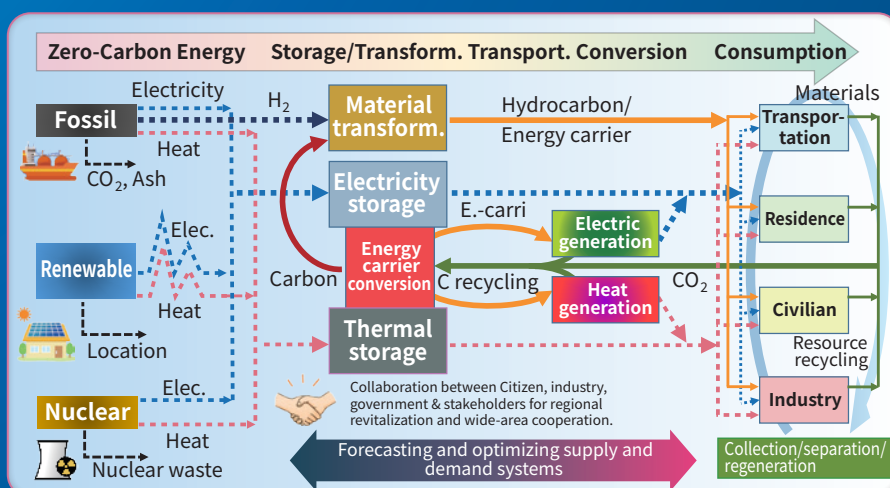 Zero-Carbon Energy Storage/Transform. Transport. Conversion Consumption
Electricity
Fossil
Heat
CO₂, Ash
H₂
Material
transform.
Hydrocarbon/
Energy carrier
Materials
Transpor-
tation
Electricity
storage
E.-carri
Electric
generation
Residence
Renewable
Elec.
Heat
Location
Carbon
Energy
carrier
conversion
C recycling
Heat
generation
CO₂
Civilian
Resource
recycling
Thermal
storage
Elec.
Nuclear
Heat
Nuclear waste
Industry
Collaboration between Citizen, industry,
government & stakeholders for regional
revitalization and wide-area cooperation.
Forecasting and optimizing supply and
demand systems
Collection/separation/
regeneration